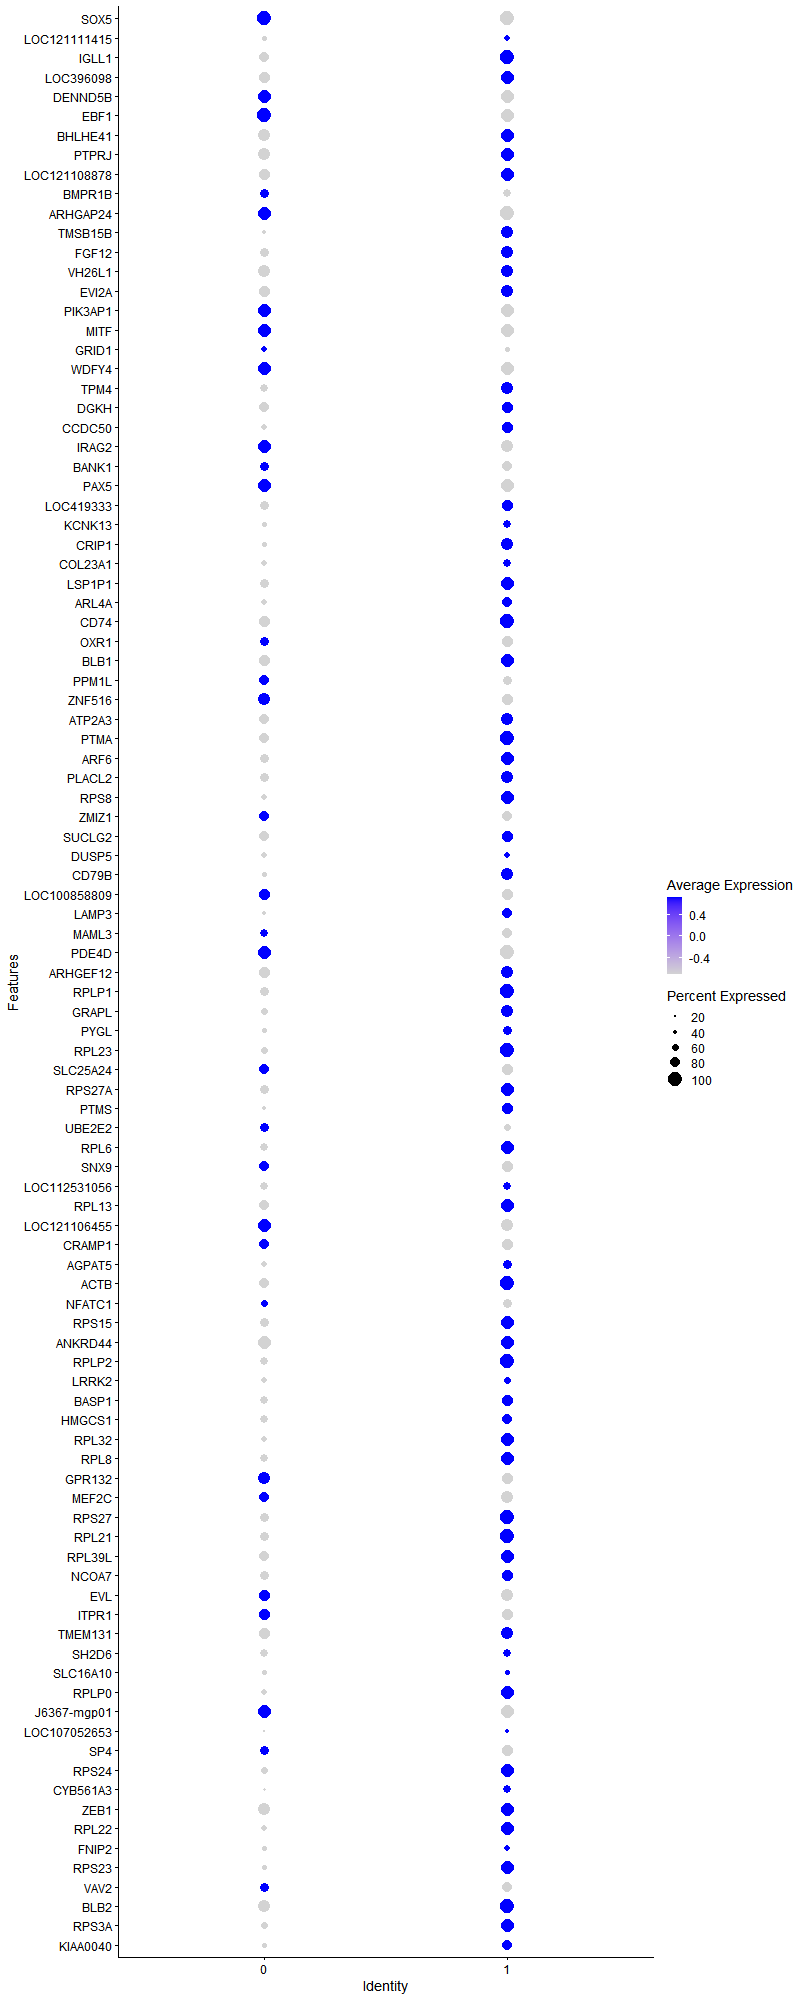 SOX5
LOC121111415
IGLL1
LOC396098
DENND5B
EBF1
BHLHE41
PTPRJ
LOC121108878
BMPR1B
ARHGAP24
TMSB15B
FGF12
VH26L1
EVI2A
PIK3AP1
MITF
GRID1
WDFY4
TPM4
DGKH
CCDC50
IRAG2
BANK1
PAX5
LOC419333
KCNK13
CRIP1
COL23A1
LSP1P1
ARL4A
CD74
OXR1
BLB1
PPM1L
ZNF516
ATP2A3
PTMA
ARF6
PLACL2
RPS8
ZMIZ1
SUCLG2
DUSP5
CD79B
LOC100858809
LAMP3
MAML3
PDE4D
ARHGEF12
RPLP1
GRAPL
PYGL
RPL23
SLC25A24
RPS27A
PTMS
UBE2E2
RPL6
SNX9
LOC112531056
RPL13
LOC121106455
CRAMP1
AGPAT5
ACTB
NFATC1
RPS15
ANKRD44
RPLP2
LRRK2
BASP1
HMGCS1
RPL32
RPL8
GPR132
MEF2C
RPS27
RPL21
RPL39L
NCOA7
EVL
ITPR1
TMEM131
SH2D6
SLC16A10
RPLP0
J6367-mgp01
LOC107052653
SP4
RPS24
CYB561A3
ZEB1
RPL22
FNIP2
RPS23
VAV2
BLB2
RPS3A
KIAA0040
Features
0 1
Identity
Average Expression
0.4
0.0
-0.4
Percent Expressed
20
40
60
80
100